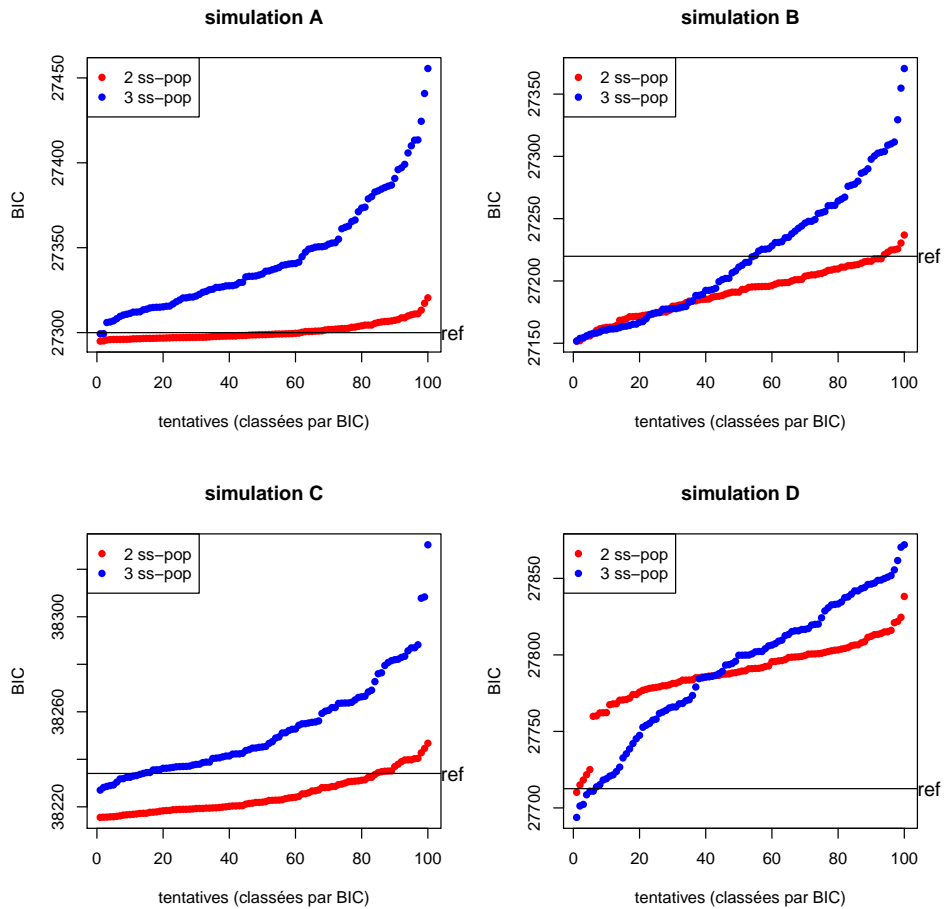 simulation A
2 ss−pop
3 ss−pop
BIC
27300
27350
27400
27450
ref
0 20 40 60 80 100
tentatives (classées par BIC)
simulation B
2 ss−pop
3 ss−pop
BIC
27150
27200
27250
27300
27350
ref
0 20 40 60 80 100
tentatives (classées par BIC)
simulation C
2 ss−pop
3 ss−pop
BIC
38220
38260
38300
ref
0 20 40 60 80 100
tentatives (classées par BIC)
simulation D
2 ss−pop
3 ss−pop
BIC
27700
27750
27800
27850
ref
0 20 40 60 80 100
tentatives (classées par BIC)